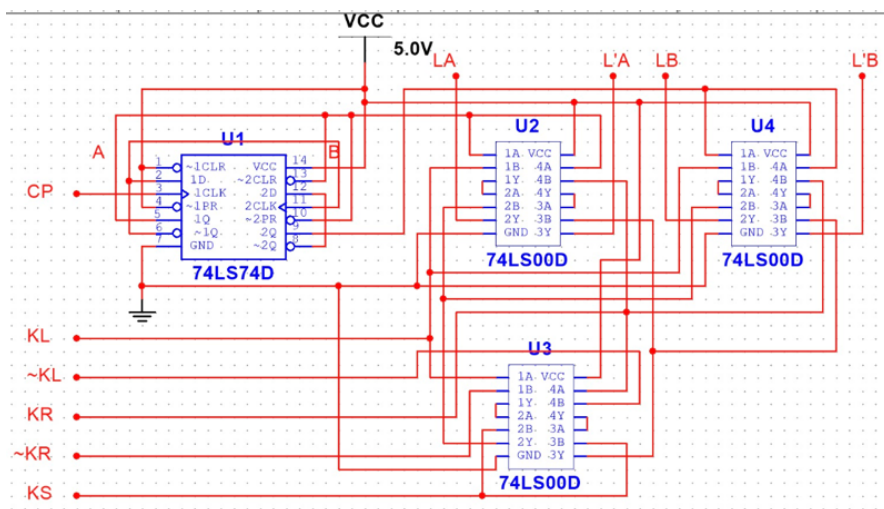 VCC
5.0V
LA
L'A
LB
L'B
U1
U2
U4
A
B
CP
1
2
3
4
5
6
7
~1CLR
1D
1CLK
~1PR
1Q
~1Q
GND
VCC
~2CLR
2D
2CLK
~2PR
2Q
~2Q
14
13
12
11
10
9
8
74LS74D
1A VCC
1B 4A
1Y 4B
2A 4Y
2B 3A
2Y 3B
GND 3Y
74LS00D
1A VCC
1B 4A
1Y 4B
2A 4Y
2B 3A
2Y 3B
GND 3Y
74LS00D
KL
~KL
KR
~KR
KS
U3
1A VCC
1B 4A
1Y 4B
2A 4Y
2B 3A
2Y 3B
GND 3Y
74LS00D